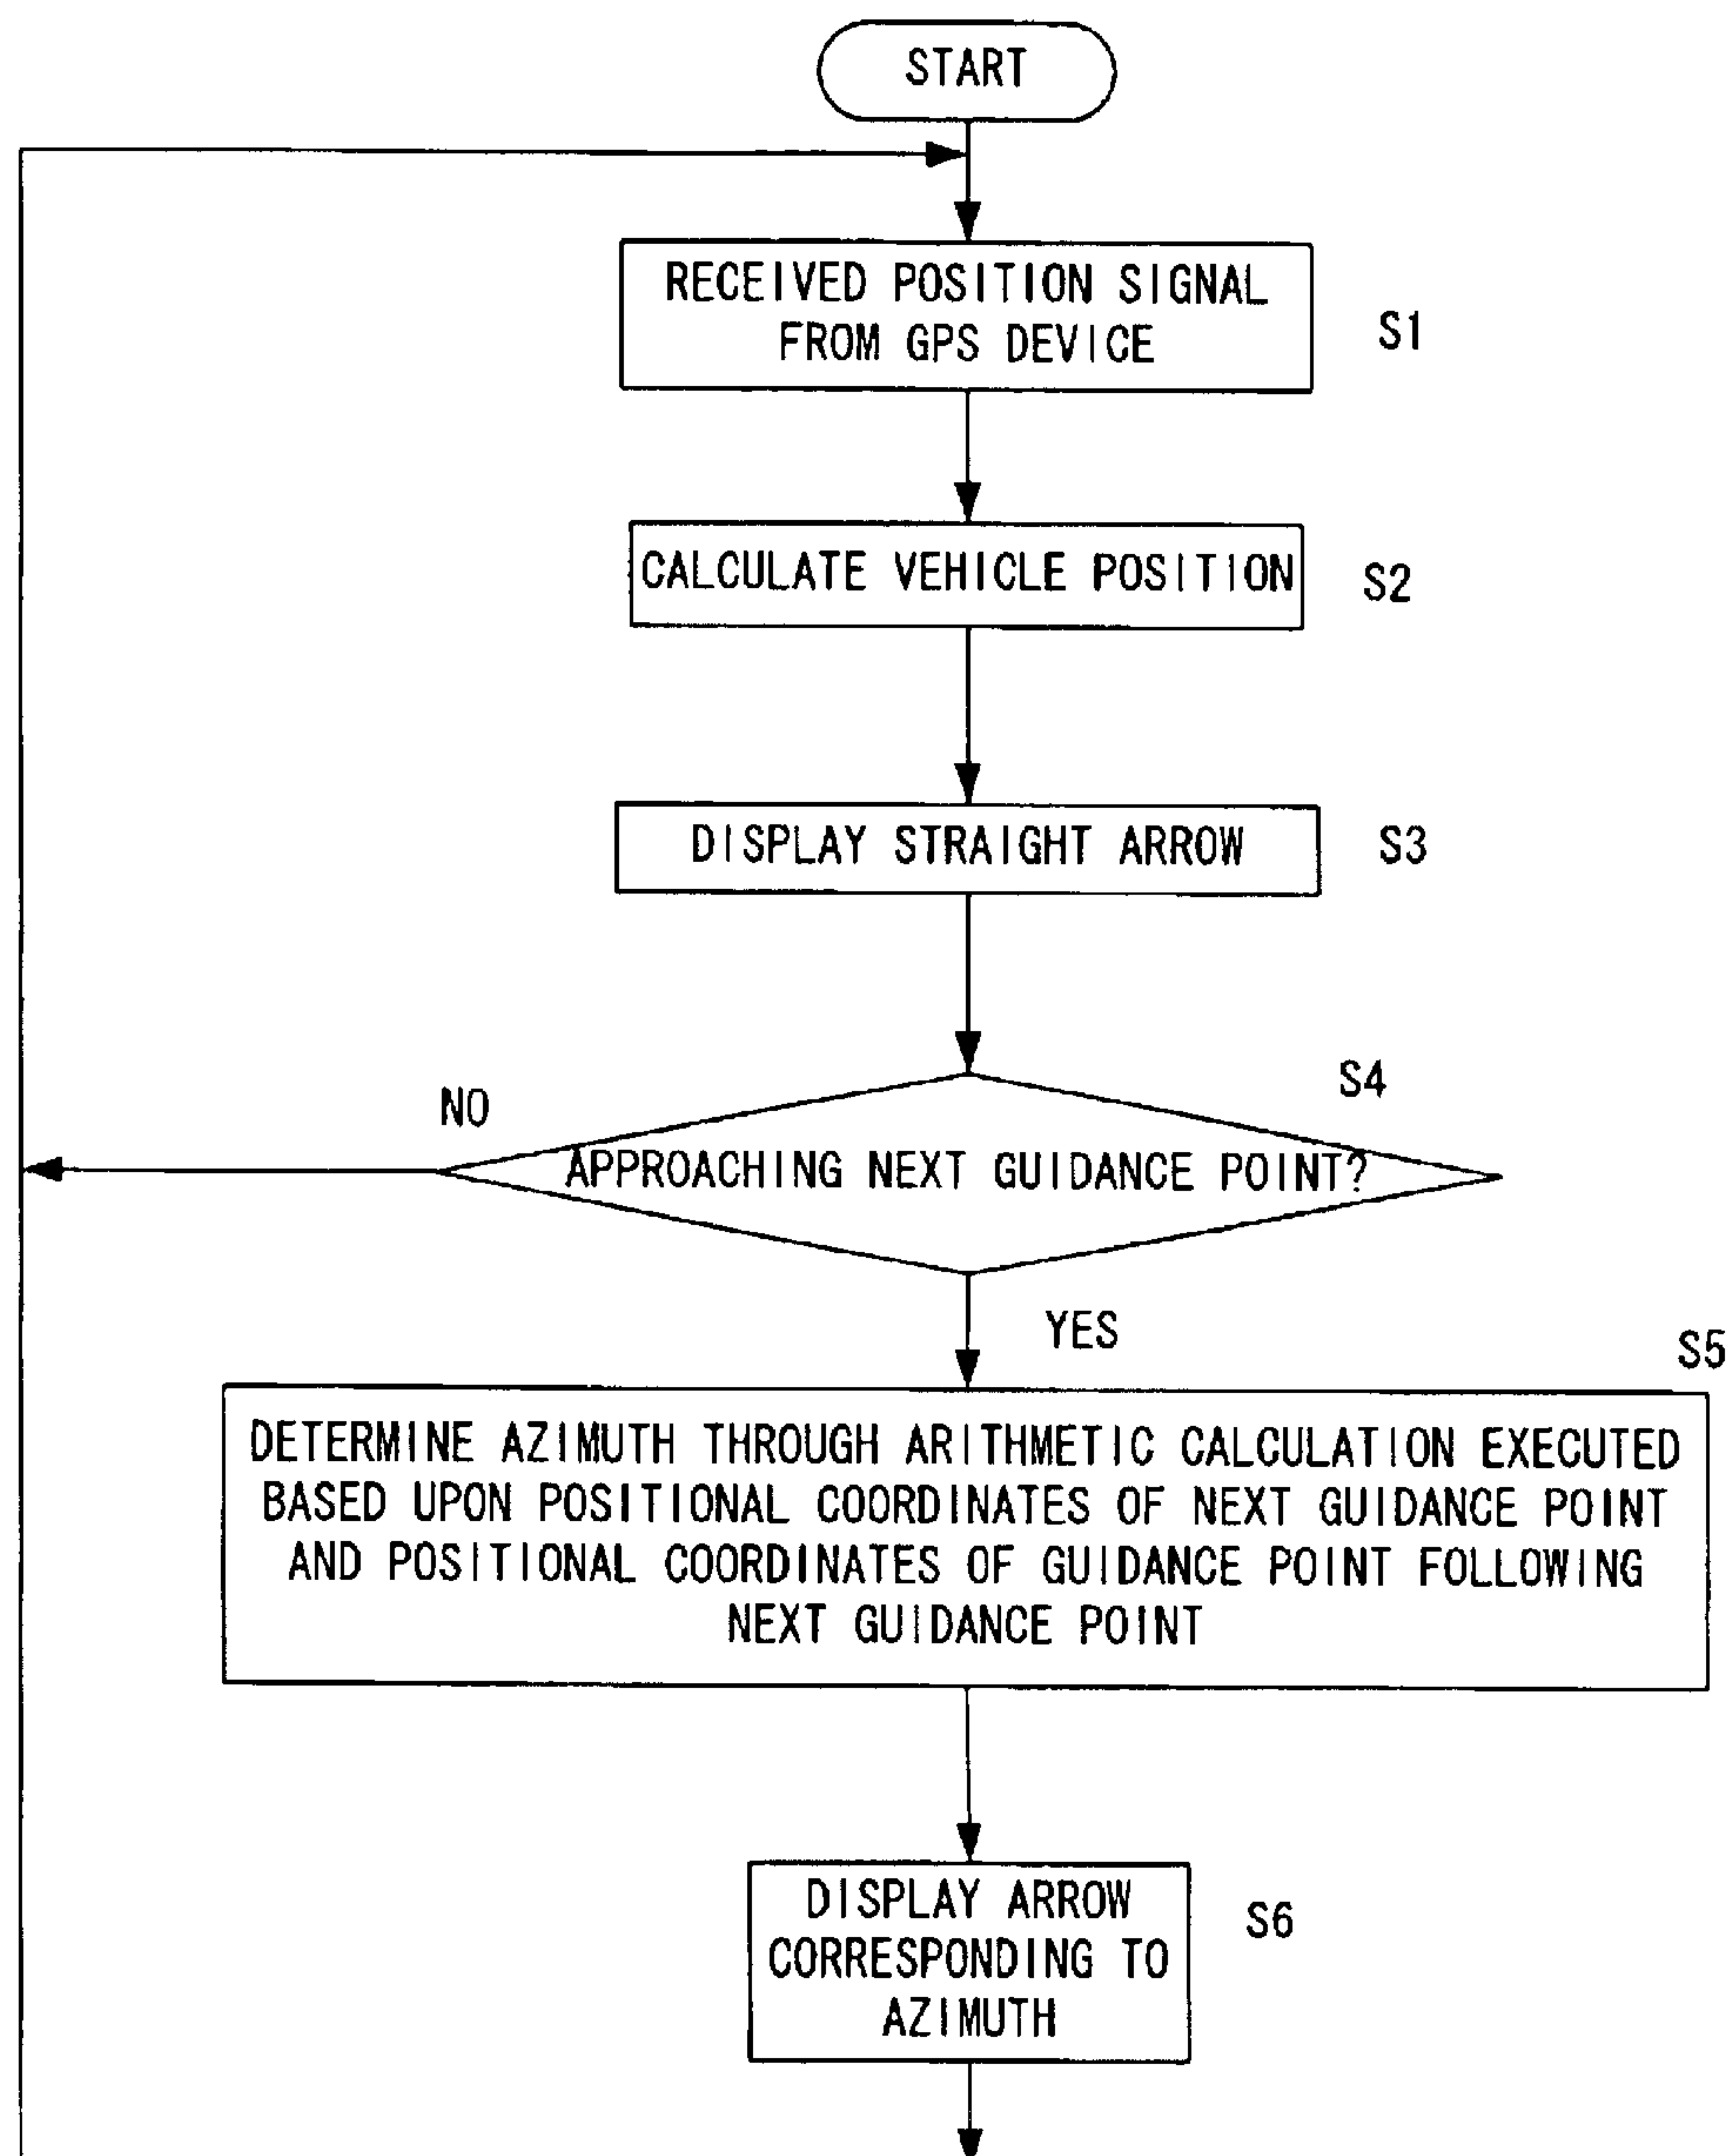 START
RECEIVED POSITION SIGNAL
FROM GPS DEVICE
S1
CALCULATE VEHICLE POSITION
S2
DISPLAY STRAIGHT ARROW
S3
S4
NO
APPROACHING NEXT GUIDANCE POINT?
YES
S5
DETERMINE AZIMUTH THROUGH ARITHMETIC CALCULATION EXECUTED
BASED UPON POSITIONAL COORDINATES OF NEXT GUIDANCE POINT
AND POSITIONAL COORDINATES OF GUIDANCE POINT FOLLOWING
NEXT GUIDANCE POINT
DISPLAY ARROW
CORRESPONDING TO
AZIMUTH
S6